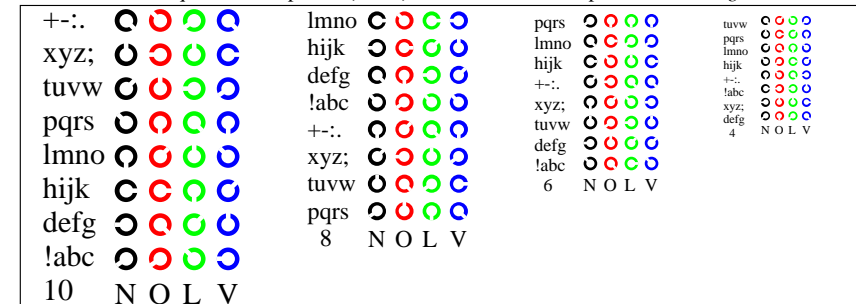 +-:.
xyz;
tuvw
pqrs
lmno
hijk
defg
!abc
10 N O L V
lmno
hijk
defg
!abc
+-:.
xyz;
tuvw
pqrs
8 N O L V
pqrs
lmno
hijk
+-:.
xyz;
tuvw
defg
!abc
6 N O L V
tuvw
pqrs
lmno
hijk
+-:.
!abc
xyz;
defg
4 N O L V